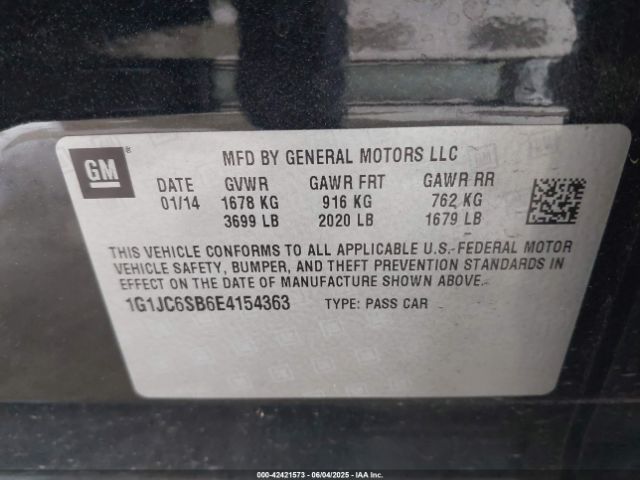 GM ®
MFD BY GENERAL MOTORS LLC
DATE GVWR GAWR FRT GAWR RR
01/14 1678 KG 916 KG 762 KG
3699 LB 2020 LB 1679 LB
THIS VEHICLE CONFORMS TO ALL APPLICABLE U.S. FEDERAL MOTOR
VEHICLE SAFETY, BUMPER, AND THEFT PREVENTION STANDARDS IN
EFFECT ON THE DATE OF MANUFACTURE SHOWN ABOVE.
1G1JC6SB6E4154363 TYPE: PASS CAR
000-42421573 - 06/04/2025 - IAA Inc.